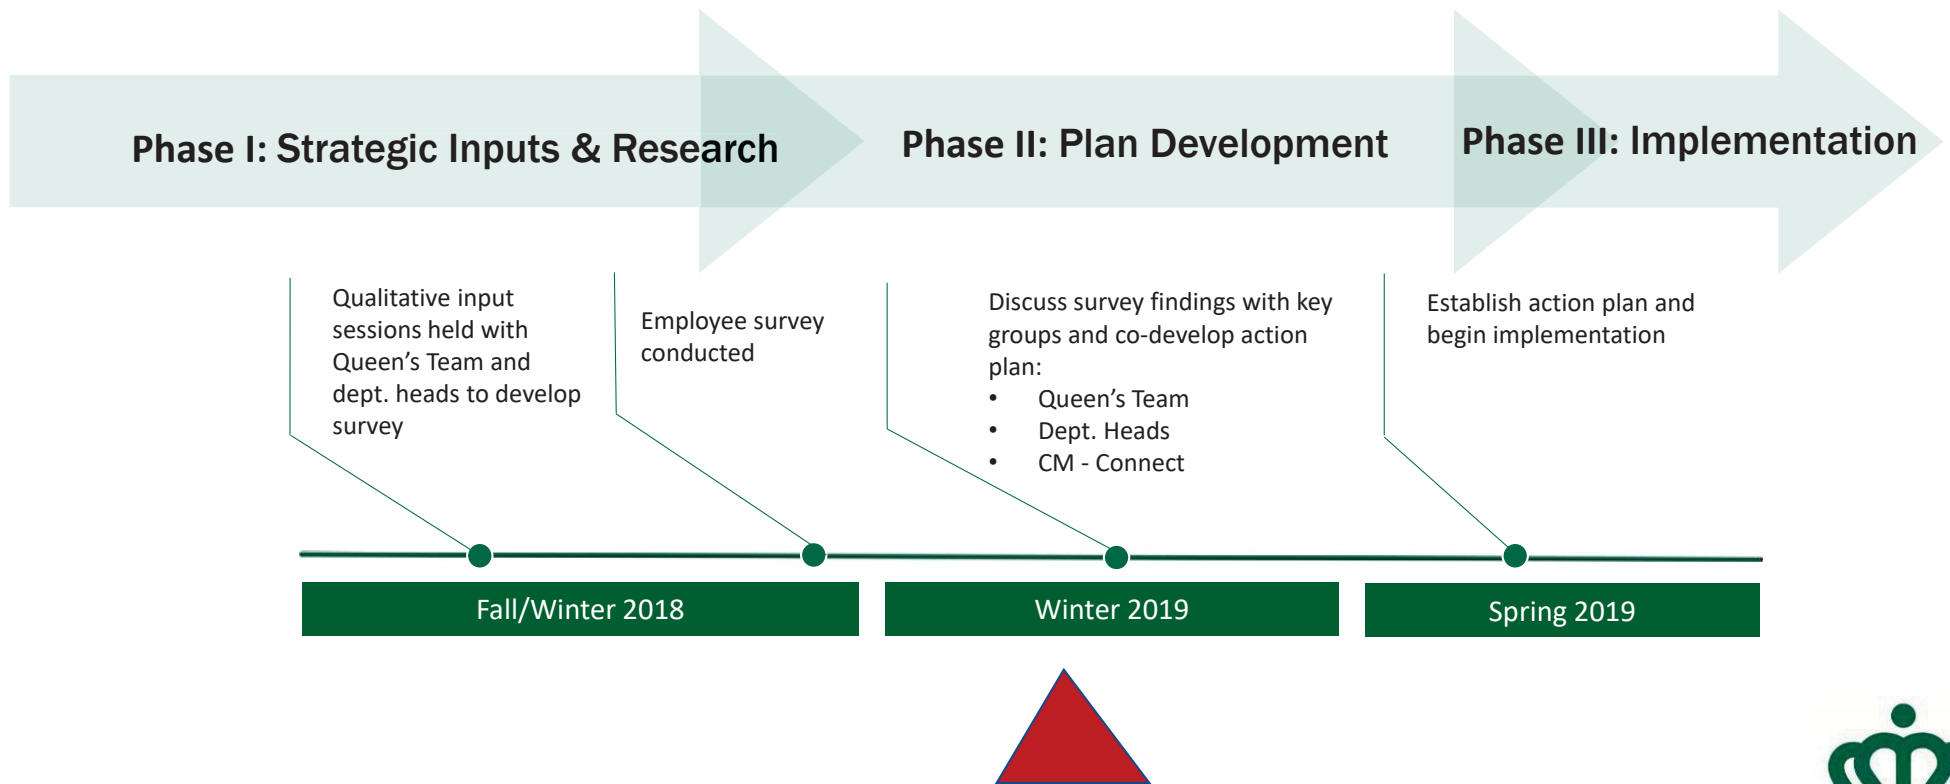 Phase I: Strategic Inputs & Research
Phase II: Plan Development
Phase III: Implementation
Qualitative input
sessions held with
Queen's Team and
dept. heads to develop
survey
Employee survey
conducted
Discuss survey findings with key
groups and co-develop action
plan:
• Queen's Team
• Dept. Heads
• CM - Connect
Establish action plan and
begin implementation
Fall/Winter 2018
Winter 2019
Spring 2019